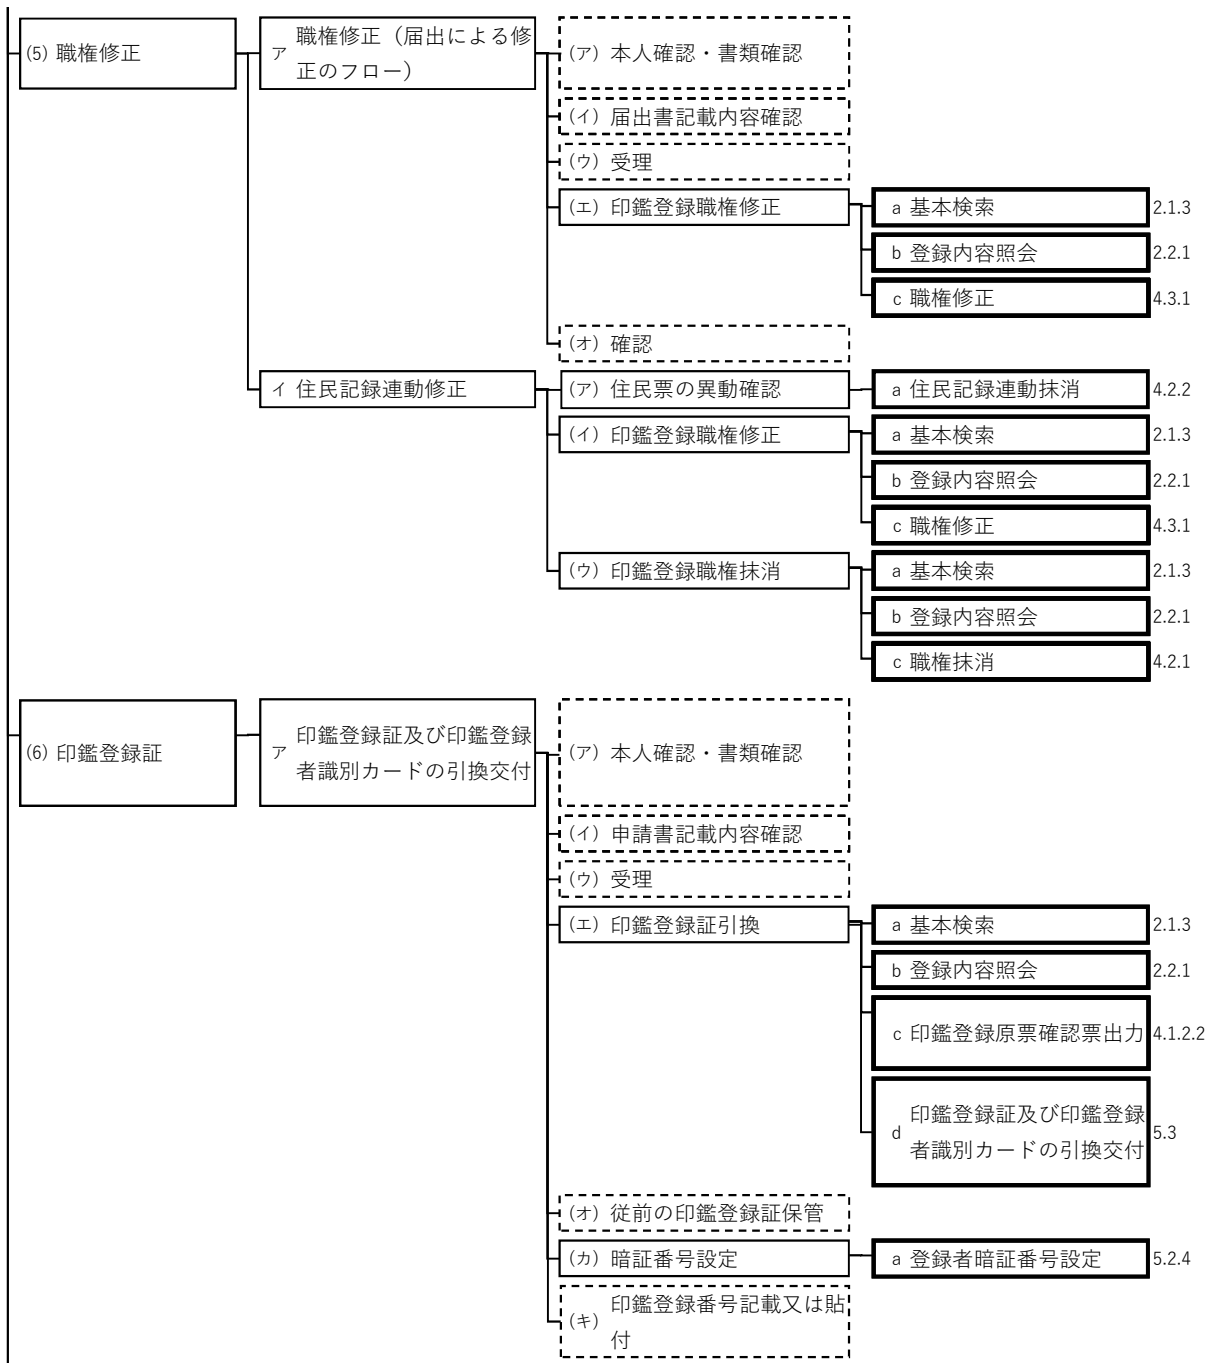 (5) 職権修正
ア 職権修正（届出による修
正のフロー）
(ア) 本人確認・書類確認
(イ) 届出書記載内容確認
(ウ) 受理
(エ) 印鑑登録職権修正
a 基本検索 2.1.3
b 登録内容照会 2.2.1
c 職権修正 4.3.1
(オ) 確認
イ 住民記録連動修正
(ア) 住民票の異動確認
a 住民記録連動抹消 4.2.2
(イ) 印鑑登録職権修正
a 基本検索 2.1.3
b 登録内容照会 2.2.1
c 職権修正 4.3.1
(ウ) 印鑑登録職権抹消
a 基本検索 2.1.3
b 登録内容照会 2.2.1
c 職権抹消 4.2.1
(6) 印鑑登録証
ア 印鑑登録証及び印鑑登録
者識別カードの引換交付
(ア) 本人確認・書類確認
(イ) 申請書記載内容確認
(ウ) 受理
(エ) 印鑑登録証引換
a 基本検索 2.1.3
b 登録内容照会 2.2.1
c 印鑑登録原票確認票出力 4.1.2.2
d 印鑑登録証及び印鑑登録
者識別カードの引換交付 5.3
(オ) 従前の印鑑登録証保管
(カ) 暗証番号設定
a 登録者暗証番号設定 5.2.4
(キ) 印鑑登録番号記載又は貼
付